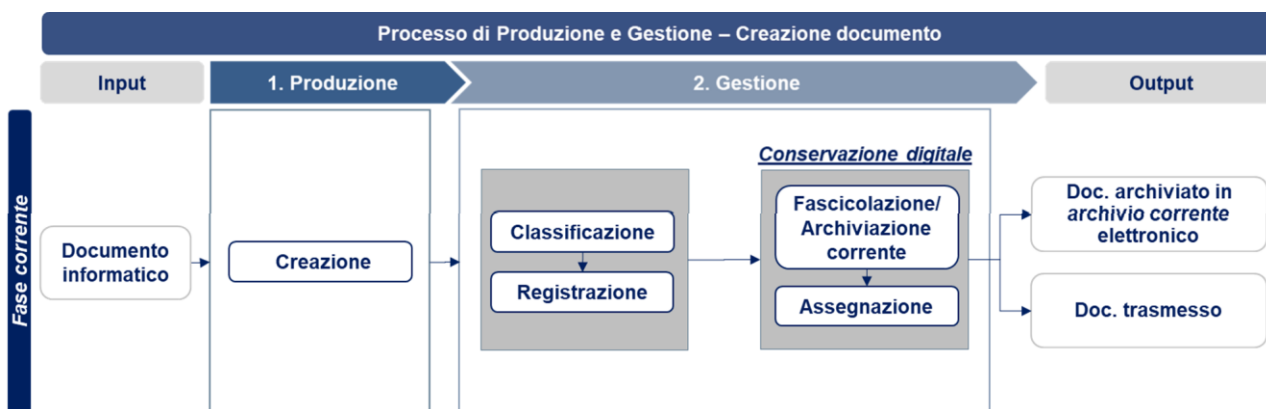 Processo di Produzione e Gestione – Creazione documento
Input
1. Produzione
2. Gestione
Output
Fase corrente
Documento
informatico
Creazione
Classificazione
Registrazione
Conservazione digitale
Fascicolazione/
Archiviazione
corrente
Assegnazione
Doc. archiviato in
archivio corrente
elettronico
Doc. trasmesso